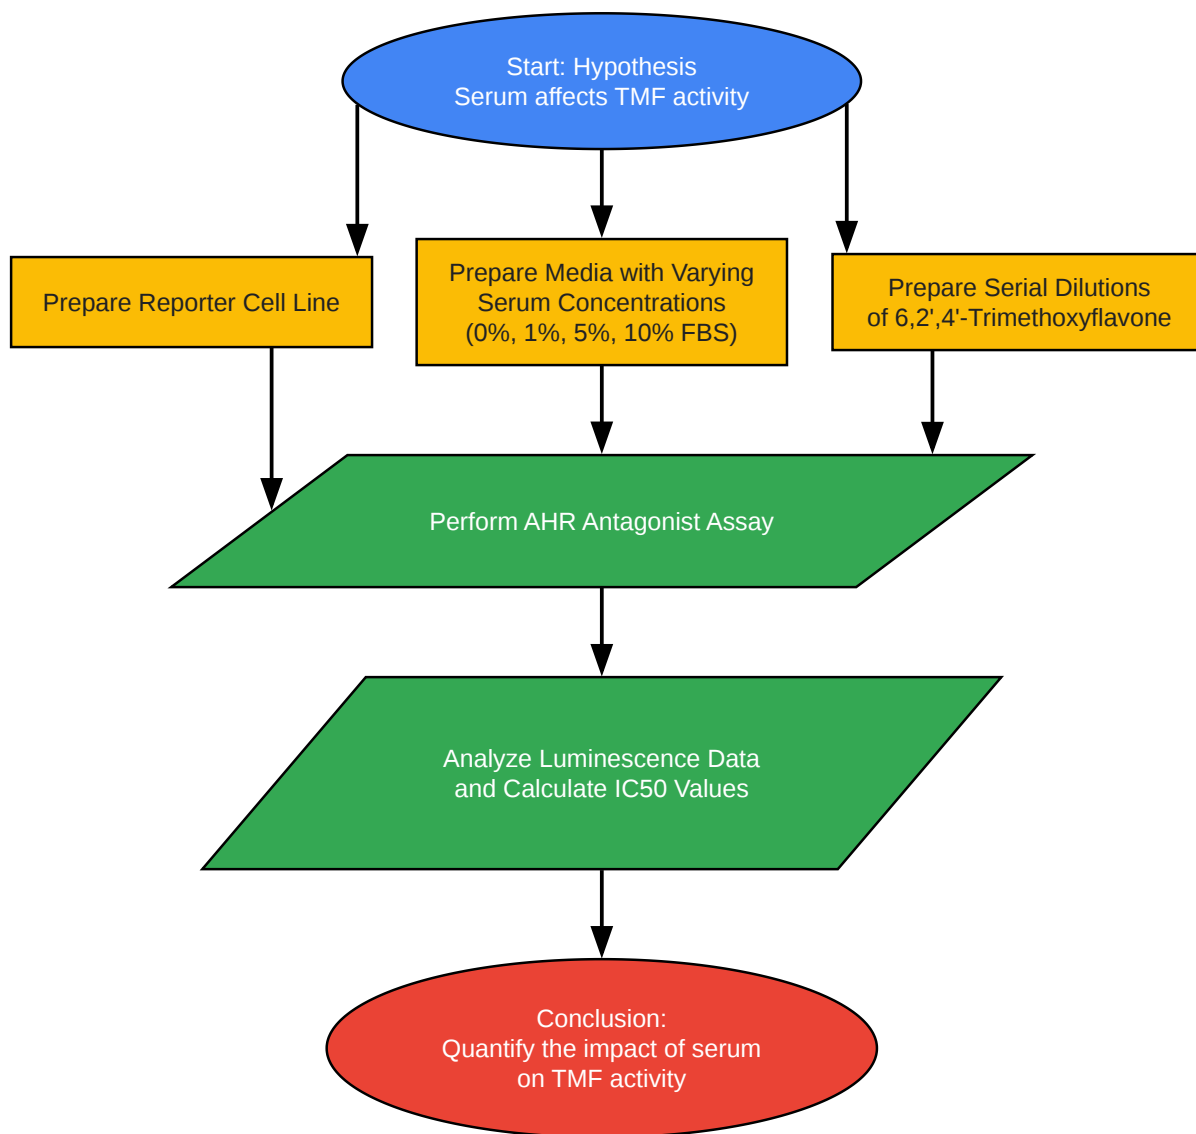 Start: Hypothesis
Serum affects TMF activity
Prepare Reporter Cell Line
Prepare Media with Varying
Serum Concentrations
(0%, 1%, 5%, 10% FBS)
Prepare Serial Dilutions
of 6,2',4'-Trimethoxyflavone
Perform AHR Antagonist Assay
Analyze Luminescence Data
and Calculate IC50 Values
Conclusion:
Quantify the impact of serum
on TMF activity